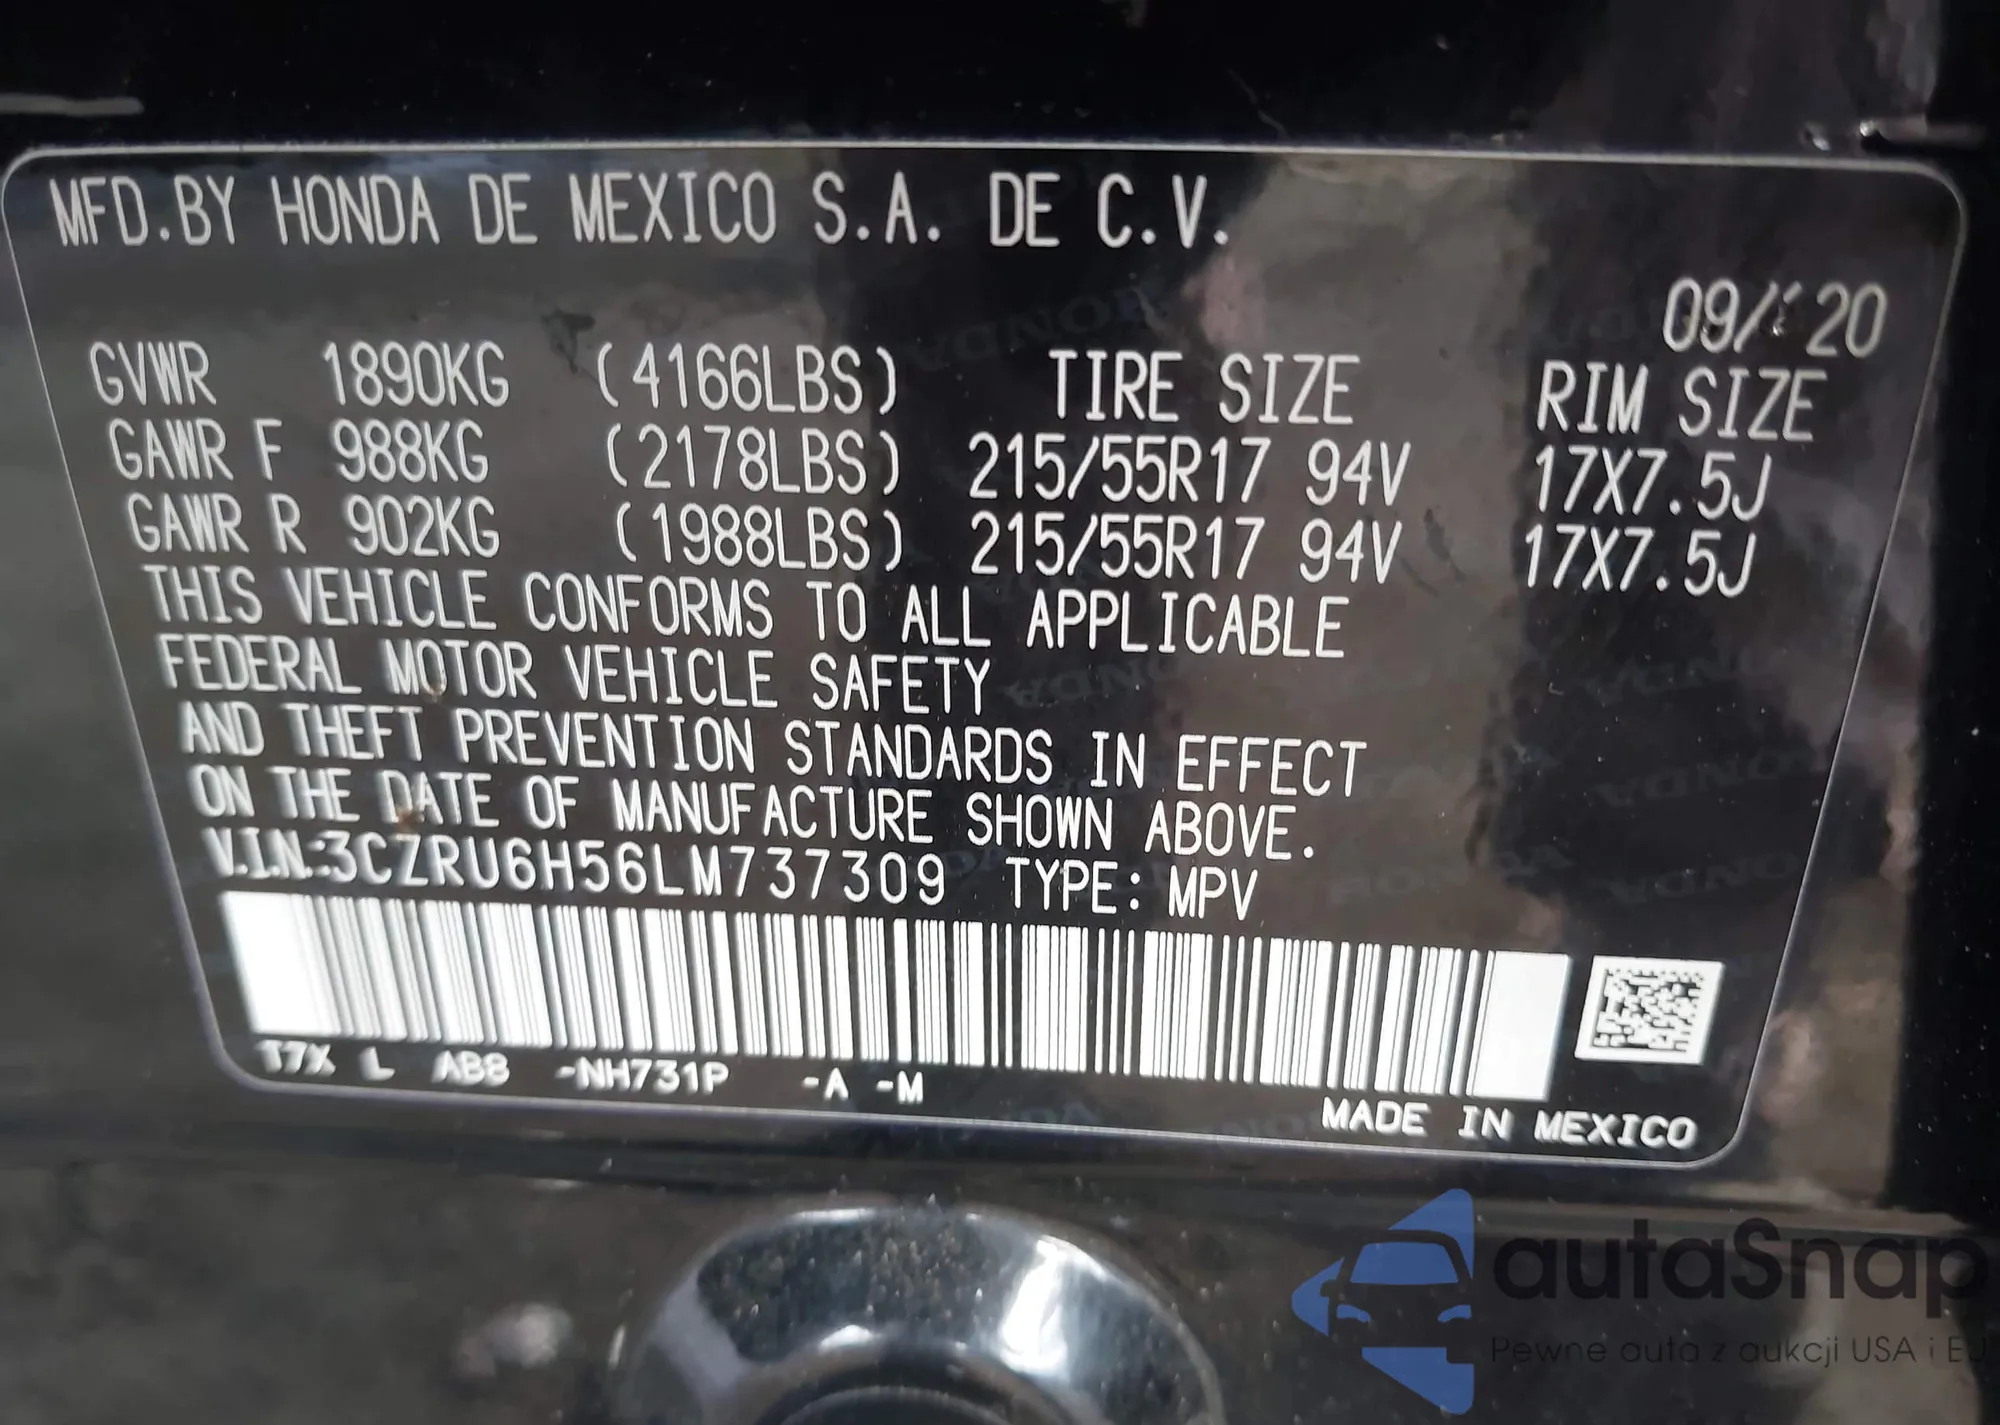 MFD.BY HONDA DE MEXICO S.A. DE C.V.
09/ 20
GVWR 1890KG (4166LBS) TIRE SIZE RIM SIZE
GAWR F 988KG (2178LBS) 215/55R17 94V 17X7.5J
GAWR R 902KG (1988LBS) 215/55R17 94V 17X7.5J
THIS VEHICLE CONFORMS TO ALL APPLICABLE
FEDERAL MOTOR VEHICLE SAFETY
AND THEFT PREVENTION STANDARDS IN EFFECT
ON THE DATE OF MANUFACTURE SHOWN ABOVE.
V.I.N:3CZRU6H56LM737309 TYPE: MPV
T7X L AB8 -NH731P -A -M
MADE IN MEXICO
autaSnap
Pewne auta z aukcji USA i EU